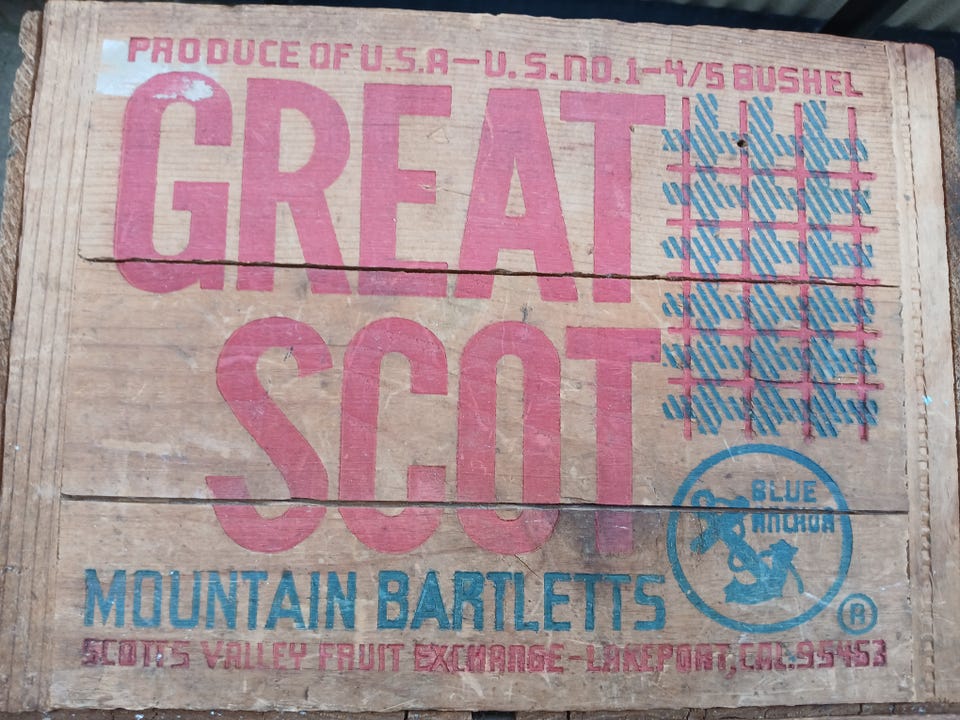 PRODUCE OF U.S.A-U.S.NO.1-4/5 BUSHEL
GREAT
SCOT
BLUE
ANCHOR
MOUNTAIN BARTLETTS
®
SCOTTS VALLEY FRUIT EXCHANGE-LAKEPORT, CAL. 95453